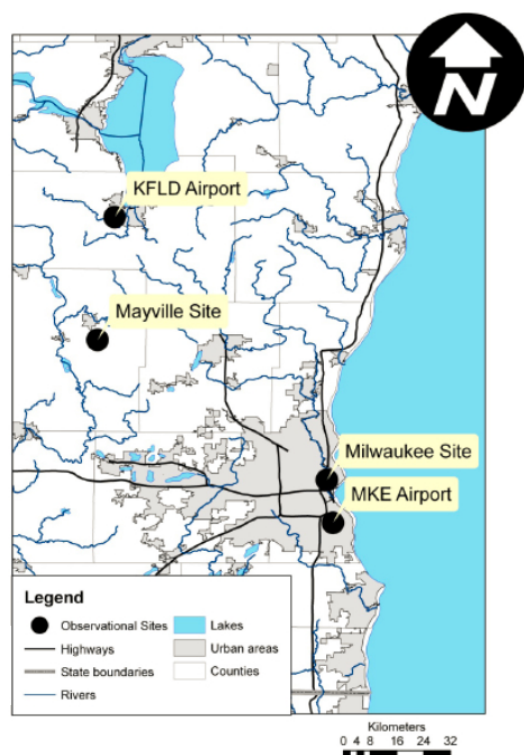 N
KFLD Airport
Mayville Site
Milwaukee Site
MKE Airport
Legend
Observational Sites
Lakes
Highways
Urban areas
State boundaries
Counties
Rivers
Kilometers
0 4 8 16 24 32